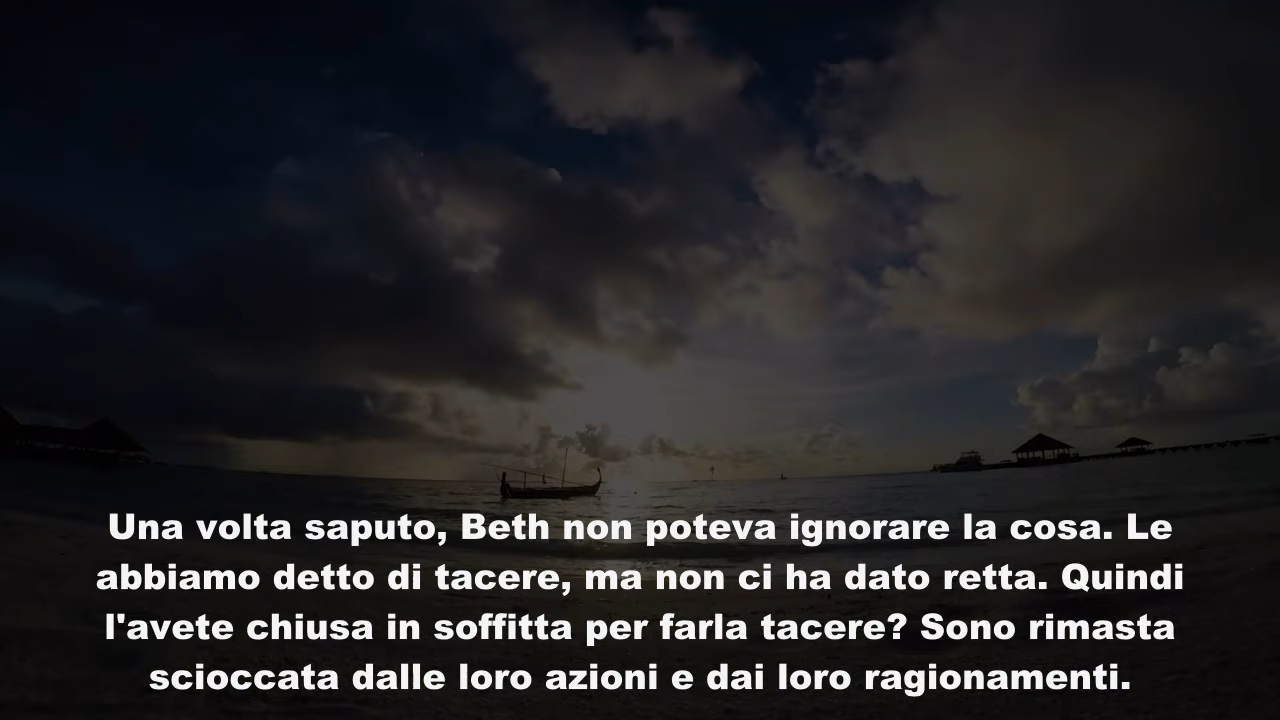 Una volta saputo, Beth non poteva ignorare la cosa. Le
abbiamo detto di tacere, ma non ci ha dato retta. Quindi
l'avete chiusa in soffitta per farla tacere? Sono rimasta
scioccata dalle loro azioni e dai loro ragionamenti.